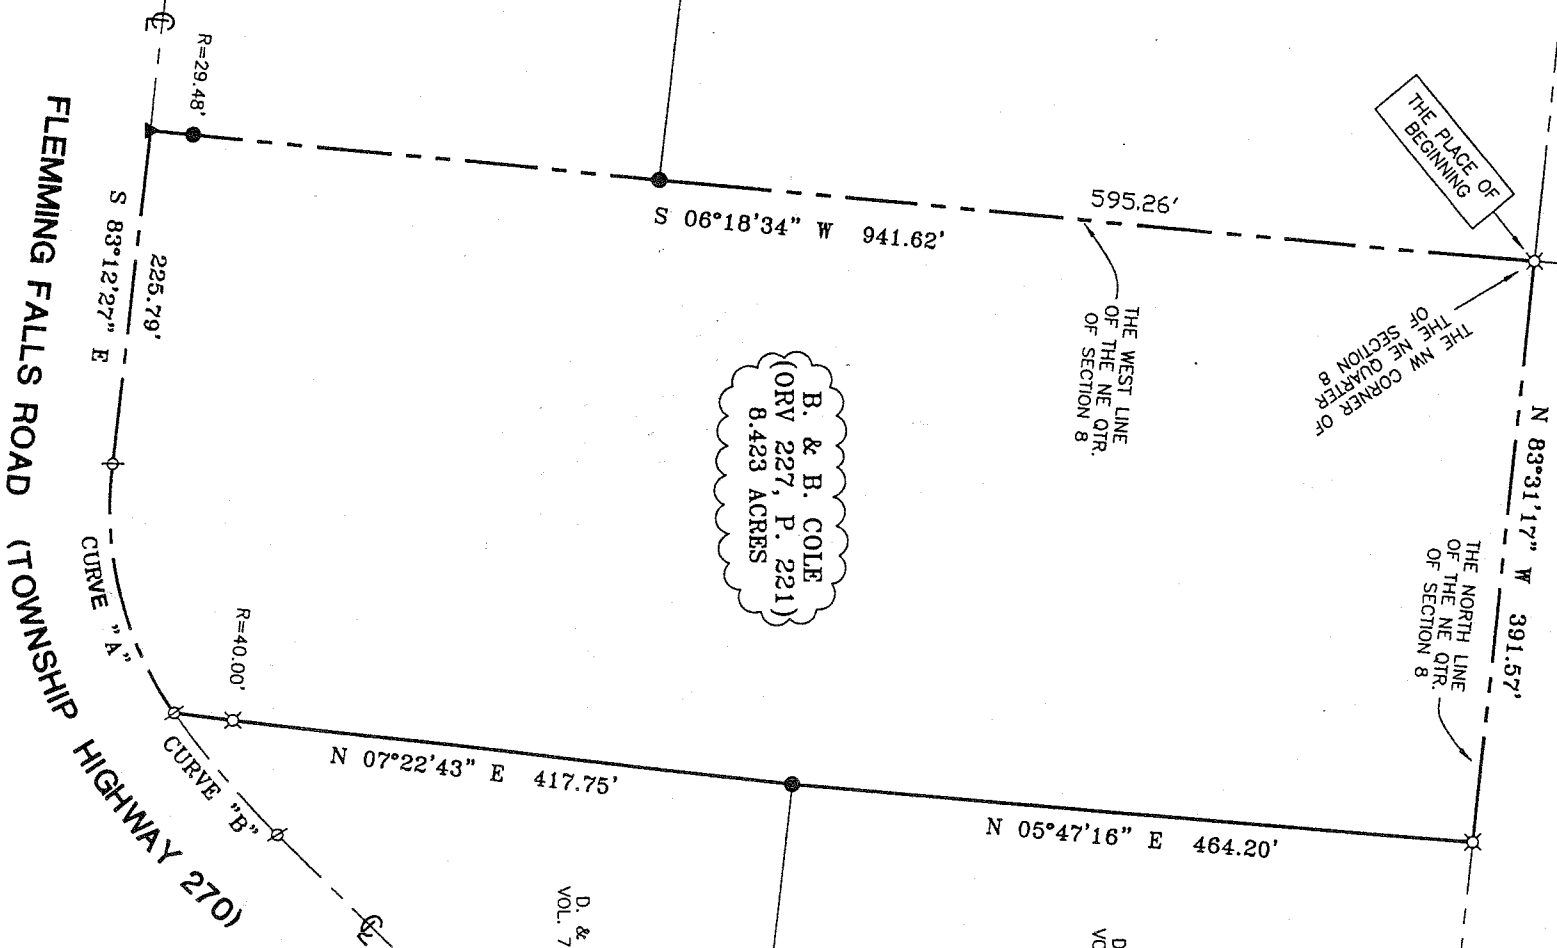 THE PLACE OF
BEGINNING
THE NW CORNER OF
THE NE QUARTER
OF SECTION 8
N 83°31'17" W 391.57'
THE NORTH LINE
OF THE NE QTR.
OF SECTION 8
595.26'
S 06°18'34" W 941.62'
THE WEST LINE
OF THE NE QTR.
OF SECTION 8
B. & B. COLE
(ORV 227, P. 221)
8.423 ACRES
N 05°47'16" E 464.20'
N 07°22'43" E 417.75'
R=29.48'
R=40.00'
225.79'
S 83°12'27" E
CURVE "A"
CURVE "B"
FLEMMING FALLS ROAD (TOWNSHIP HIGHWAY 270)
D. &
VOL. 7
D
VO